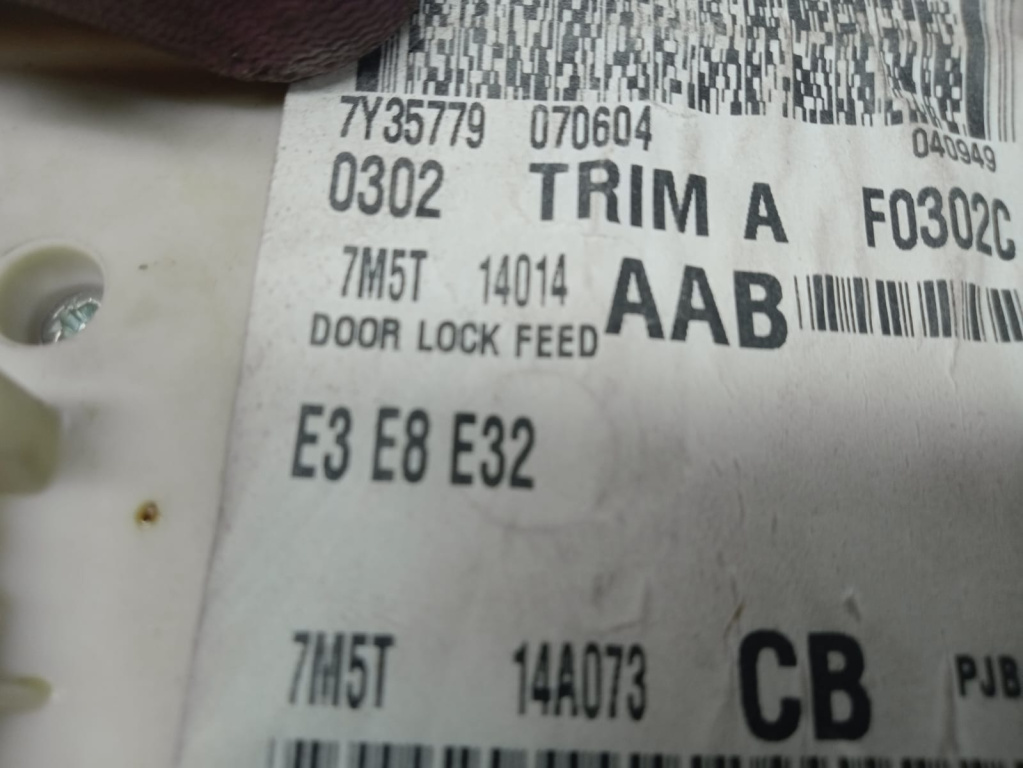 7Y35779 070604 040949
0302 TRIM A F0302C
7M5T 14014 AAB
DOOR LOCK FEED
E3 E8 E32
7M5T 14A073 CB PJB